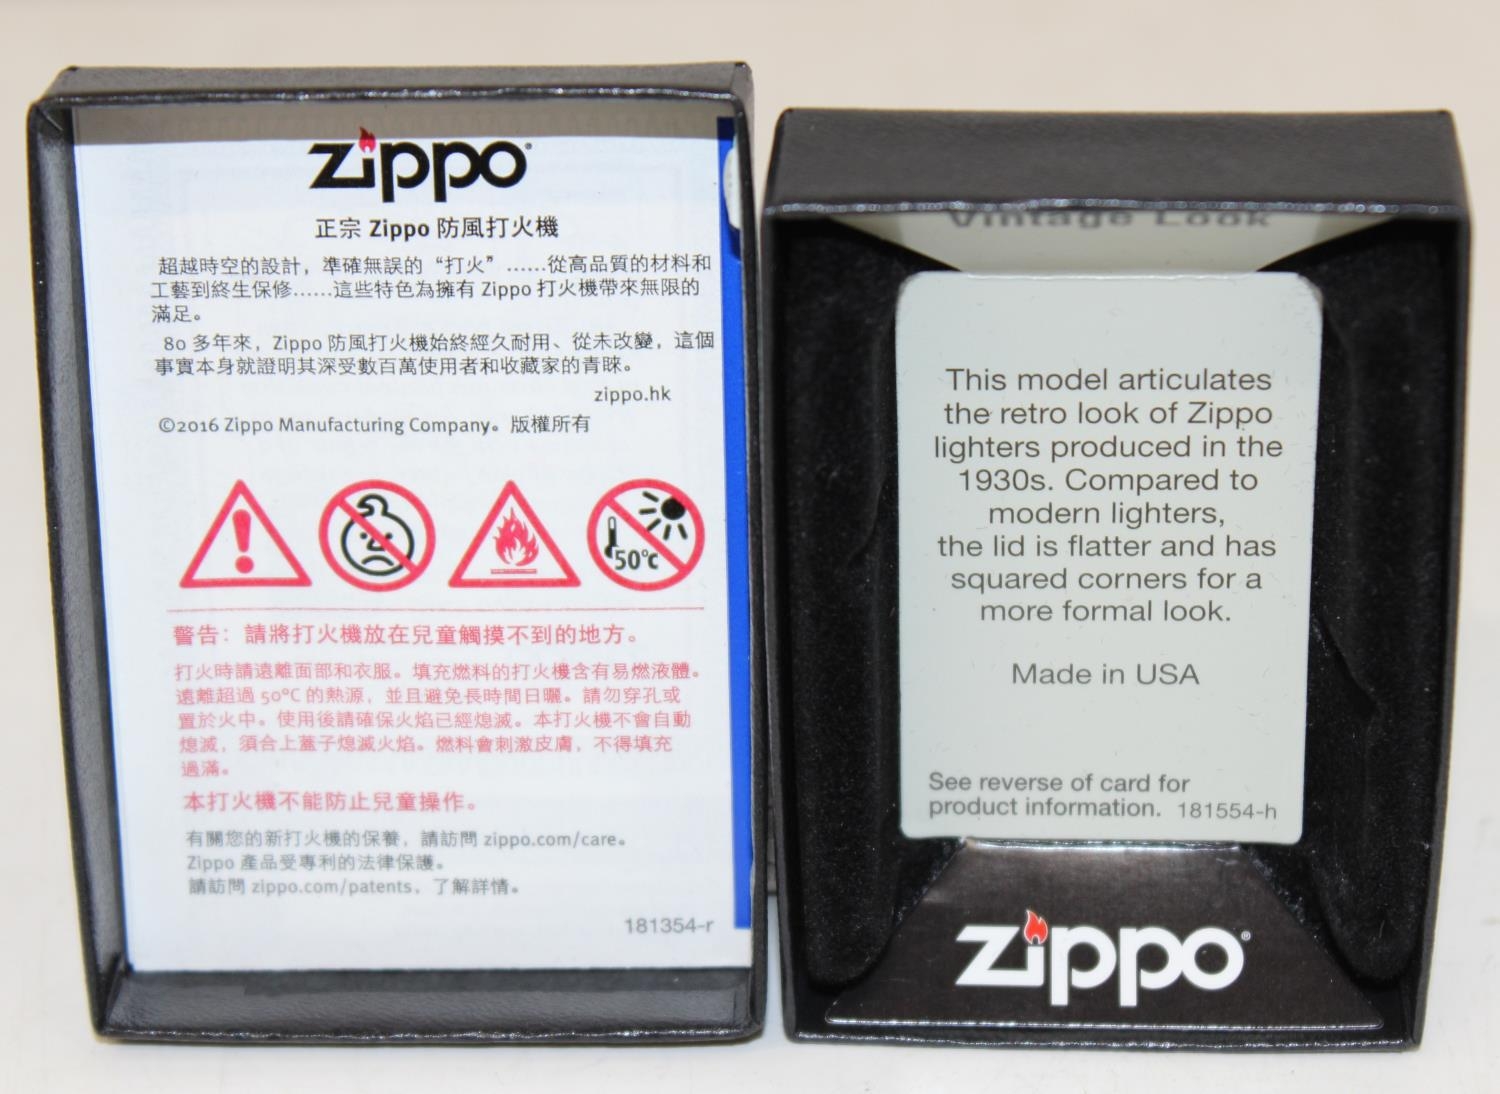 zippo
正宗 Zippo 防風打火機
超越時空的設計，準確無誤的“打火”……從高品質的材料和
工藝到終生保修……這些特色為擁有 Zippo 打火機帶來無限的
滿足。
80 多年來，Zippo 防風打火機始終經久耐用、從未改變，這個
事實本身就證明其深受數百萬使用者和收藏家的青睞。
zippo.hk
©2016 Zippo Manufacturing Company。版權所有
50℃
警告：請將打火機放在兒童觸摸不到的地方。
打火時請遠離面部和衣服。填充燃料的打火機含有易燃液體。
遠離超過 50°C 的熱源，並且避免長時間日曬。請勿穿孔或
置於火中。使用後請確保火焰已經熄滅。本打火機不會自動
熄滅，須合上蓋子熄滅火焰。燃料會刺激皮膚，不得填充
過滿。
本打火機不能防止兒童操作。
有關您的新打火機的保養，請訪問 zippo.com/care。
Zippo 產品受專利的法律保護。
請訪問 zippo.com/patents，了解詳情。
181354-r
Vintage Look
This model articulates
the retro look of Zippo
lighters produced in the
1930s. Compared to
modern lighters,
the lid is flatter and has
squared corners for a
more formal look.
Made in USA
See reverse of card for
product information. 181554-h
zippo®